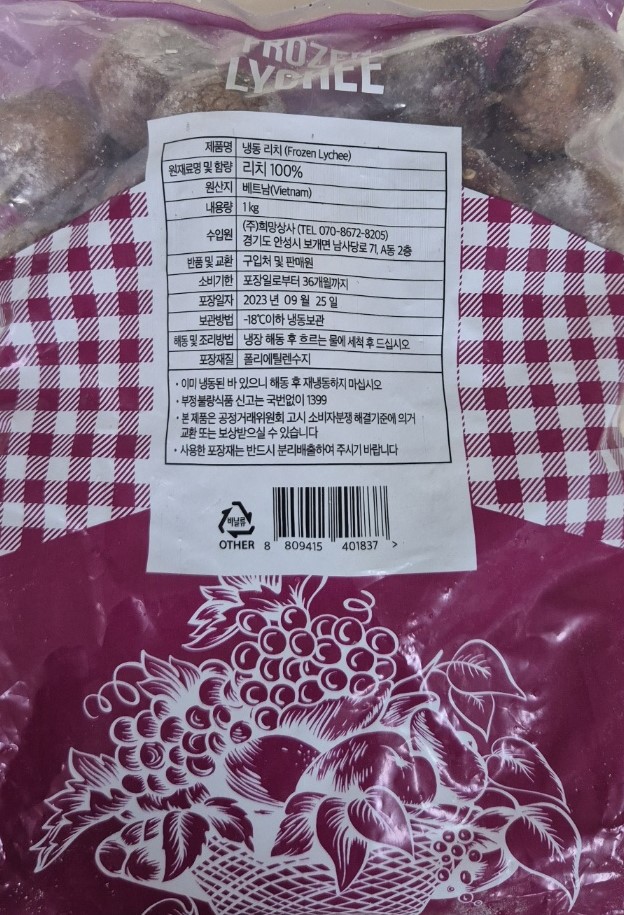 FROZEE
LYCHEE
제품명 냉동 리치 (Frozen Lychee)
원재료명 및 함량 리치 100%
원산지 베트남(Vietnam)
내용량 1kg
수입원 (주)희망상사 (TEL 070-8672-8205)
경기도 안성시 보개면 남사당로 71, A동 2층
반품 및 교환 구입처 및 판매원
소비기한 포장일로부터 36개월까지
포장일자 2023 년 09 월 25 일
보관방법 -18℃이하 냉동보관
해동 및 조리방법 냉장 해동 후 흐르는 물에 세척 후 드십시오
포장재질 폴리에틸렌수지
· 이미 냉동된 바 있으니 해동 후 재냉동하지 마십시오
· 부정불량식품 신고는 국번없이 1399
· 본 제품은 공정거래위원회 고시 소비자분쟁 해결기준에 의거
교환 또는 보상받으실 수 있습니다
· 사용한 포장재는 반드시 분리배출하여 주시기 바랍니다
비닐류
OTHER 8 809415 401837 >